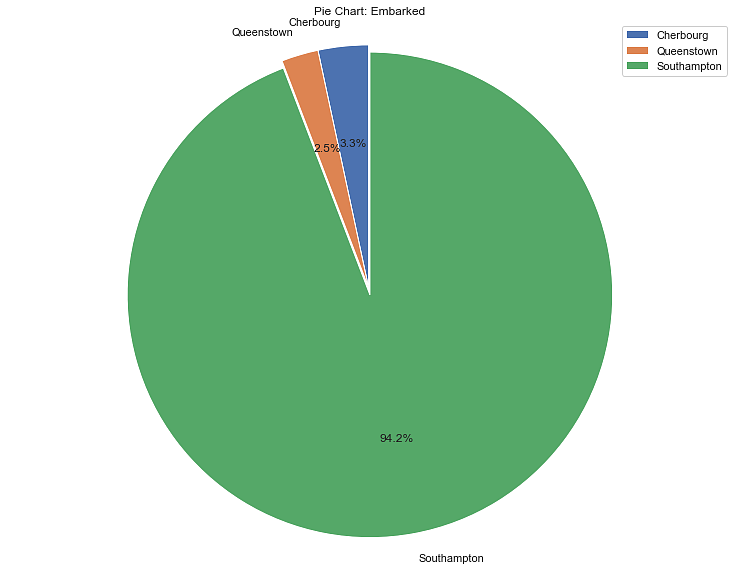 Pie Chart: Embarked
Cherbourg
Queenstown
Cherbourg
Queenstown
Southampton
2.5%
3.3%
94.2%
Southampton